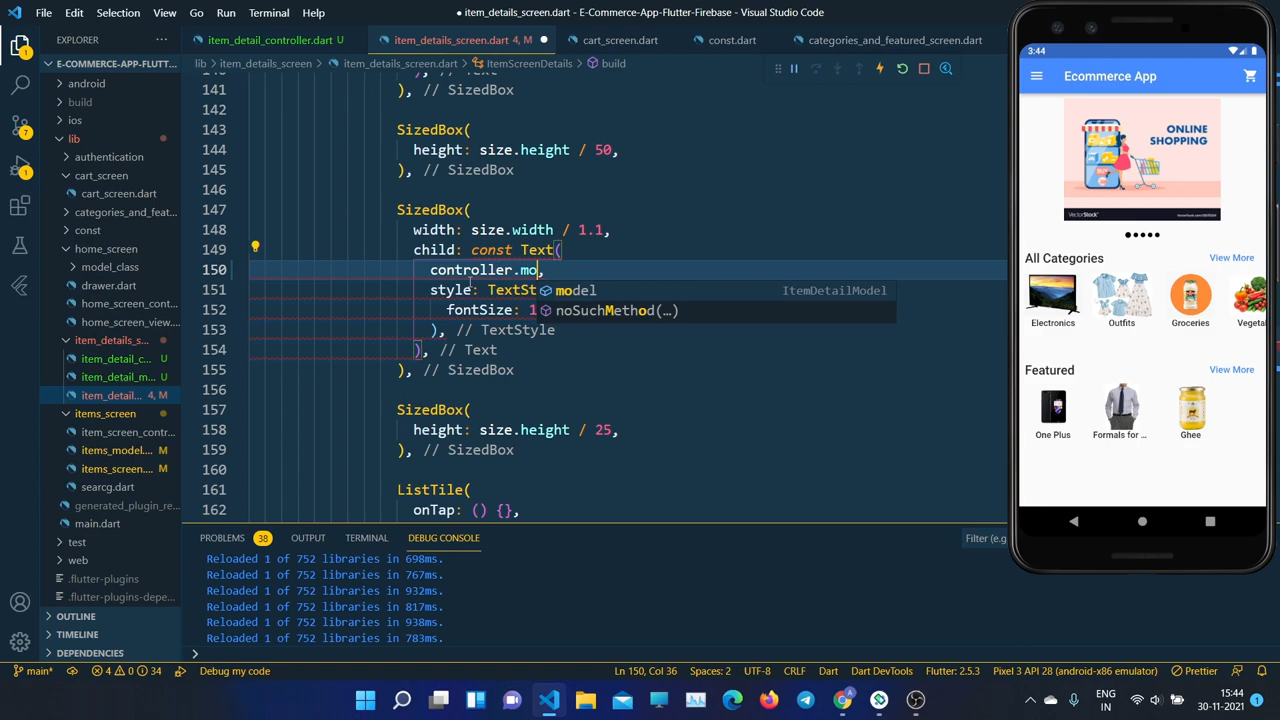 File Edit Selection View Go Run Terminal Help
● item_details_screen.dart - E-Commerce-App-Flutter-Firebase - Visual Studio Code
EXPLORER
item_detail_controller.dart U
item_details_screen.dart 4, M
cart_screen.dart
const.dart
categories_and_featured_screen.dart
E-COMMERCE-APP-FLUTT...
android
build
ios
lib
authentication
cart_screen
cart_screen.dart
categories_and_feat...
const
home_screen
model_class
drawer.dart
home_screen_cont...
home_screen_view....
item_details_s...
item_detail_c... U
item_detail_m... U
item_detail... 4, M
items_screen
item_screen_contr...
items_model.... M
items_screen.... M
searcg.dart
generated_plugin_re...
main.dart
test
web
.flutter-plugins
.flutter-plugins-depe...
OUTLINE
TIMELINE
DEPENDENCIES
lib > item_details_screen > item_details_screen.dart > ItemScreenDetails > build
140 ), // Text
141 ), // SizedBox
142
143 SizedBox(
144 height: size.height / 50,
145 ), // SizedBox
146
147 SizedBox(
148 width: size.width / 1.1,
149 child: const Text(
150 controller.mo,
151 style: TextSt
152 fontSize: 1
153 ), // TextStyle
154 ), // Text
155 ), // SizedBox
156
157 SizedBox(
158 height: size.height / 25,
159 ), // SizedBox
160
161 ListTile(
162 onTap: () {},
model ItemDetailModel
noSuchMethod(…)
PROBLEMS 38 OUTPUT TERMINAL DEBUG CONSOLE
Filter (e.g
Reloaded 1 of 752 libraries in 698ms.
Reloaded 1 of 752 libraries in 767ms.
Reloaded 1 of 752 libraries in 932ms.
Reloaded 1 of 752 libraries in 817ms.
Reloaded 1 of 752 libraries in 938ms.
Reloaded 1 of 752 libraries in 783ms.
3:44
Ecommerce App
ONLINE
SHOPPING
VectorStock
All Categories View More
Electronics Outfits Groceries Vegeta
Featured View More
One Plus Formals for ... Ghee
main* 4 0 34 Debug my code
Ln 150, Col 36 Spaces: 2 UTF-8 CRLF Dart Dart DevTools Flutter: 2.5.3 Pixel 3 API 28 (android-x86 emulator) Prettier
ENG
IN
15:44
30-11-2021